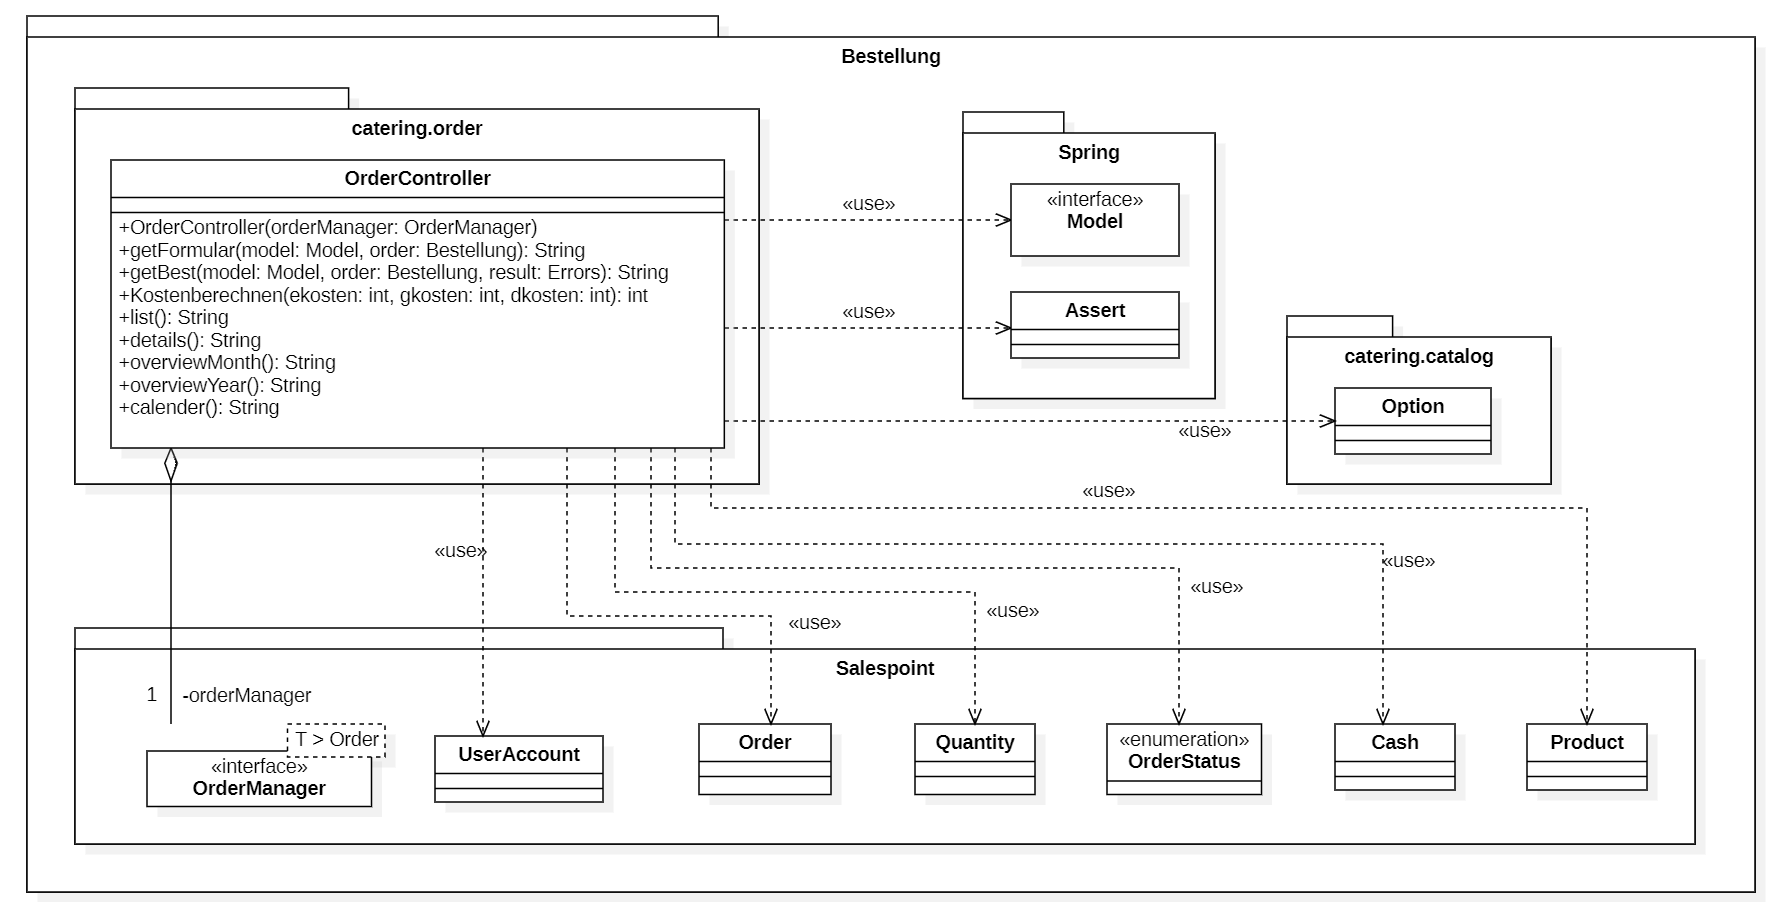 Bestellung
catering.order
OrderController
+OrderController(orderManager: OrderManager)
+getFormular(model: Model, order: Bestellung): String
+getBest(model: Model, order: Bestellung, result: Errors): String
+Kostenberechnen(ekosten: int, gkosten: int, dkosten: int): int
+list(): String
+details(): String
+overviewMonth(): String
+overviewYear(): String
+calender(): String
Spring
«use»
«interface»
Model
«use»
Assert
catering.catalog
Option
«use»
«use»
«use»
«use»
«use»
«use»
«use»
Salespoint
1
-orderManager
T > Order
«interface»
OrderManager
UserAccount
Order
Quantity
«enumeration»
OrderStatus
Cash
Product